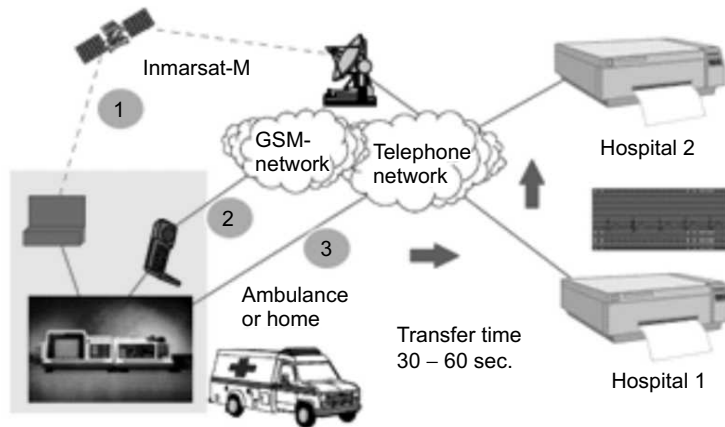 Inmarsat-M
1
GSM-
network
Telephone
network
Hospital 2
2
3
Ambulance
or home
Transfer time
30 – 60 sec.
Hospital 1